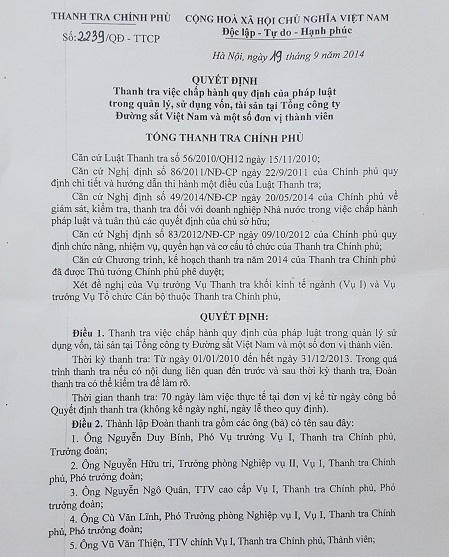 THANH TRA CHÍNH PHỦ
CỘNG HOÀ XÃ HỘI CHỦ NGHĨA VIỆT NAM
Độc lập - Tự do - Hạnh phúc
Số: 2239/QĐ - TTCP
Hà Nội, ngày 19 tháng 9 năm 2014
QUYẾT ĐỊNH
Thanh tra việc chấp hành quy định của pháp luật
trong quản lý, sử dụng vốn, tài sản tại Tổng công ty
Đường sắt Việt Nam và một số đơn vị thành viên
TỔNG THANH TRA CHÍNH PHỦ
Căn cứ Luật Thanh tra số 56/2010/QH12 ngày 15/11/2010;
Căn cứ Nghị định số 86/2011/NĐ-CP ngày 22/9/2011 của Chính phủ quy
định chi tiết và hướng dẫn thi hành một điều của Luật Thanh tra;
Căn cứ Nghị định số 49/2014/NĐ-CP ngày 20/05/2014 của Chính phủ về
giám sát, kiểm tra, thanh tra đối với doanh nghiệp Nhà nước trong việc chấp hành
pháp luật và tuân thủ các quyết định của chủ sở hữu;
Căn cứ Nghị định số 83/2012/NĐ-CP ngày 09/10/2012 của Chính phủ quy
định chức năng, nhiệm vụ, quyền hạn và cơ cấu tổ chức của Thanh tra Chính phủ;
Căn cứ Chương trình, kế hoạch thanh tra năm 2014 của Thanh tra Chính phủ
đã được Thủ tướng Chính phủ phê duyệt;
Xét đề nghị của Vụ trưởng Vụ Thanh tra khối kinh tế ngành (Vụ I) và Vụ
trưởng Vụ Tổ chức Cán bộ thuộc Thanh tra Chính phủ,
QUYẾT ĐỊNH:
Điều 1. Thanh tra việc chấp hành quy định của pháp luật trong quản lý sử
dụng vốn, tài sản tại Tổng công ty Đường sắt Việt Nam và một số đơn vị thành viên.
Thời kỳ thanh tra: Từ ngày 01/01/2010 đến hết ngày 31/12/2013. Trong quá
trình thanh tra nếu có nội dung liên quan đến trước và sau thời kỳ thanh tra, Đoàn
thanh tra có thể kiểm tra để làm rõ.
Thời gian thanh tra: 70 ngày làm việc thực tế tại đơn vị kể từ ngày công bố
Quyết định thanh tra (không kể ngày nghỉ, ngày lễ theo quy định).
Điều 2. Thành lập Đoàn thanh tra gồm các ông (bà) có tên sau đây:
1. Ông Nguyễn Duy Bính, Phó Vụ trưởng Vụ I, Thanh tra Chính phủ,
Trưởng đoàn;
2. Ông Nguyễn Hữu tri, Trưởng phòng Nghiệp vụ II, Vụ I, Thanh tra Chính
phủ, Phó trưởng đoàn;
3. Ông Nguyễn Ngô Quân, TTV cao cấp Vụ I, Thanh tra Chính phủ, Phó
trưởng đoàn;
4. Ông Cù Văn Lĩnh, Phó Trưởng phòng Nghiệp vụ I, Vụ I, Thanh tra Chính
phủ, Phó trưởng đoàn;
5. Ông Vũ Văn Thiện, TTV chính Vụ I, Thanh tra Chính phủ, Thành viên;